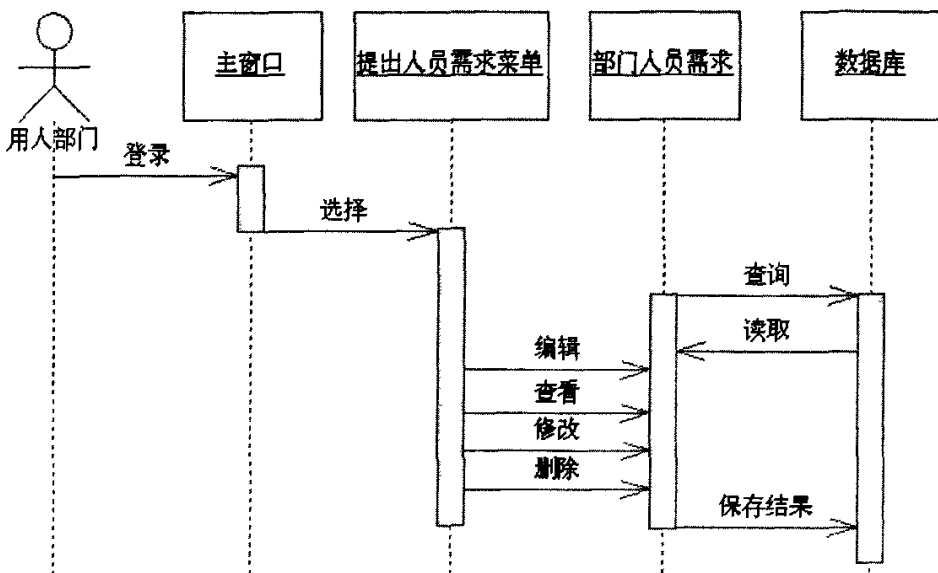 主窗口
提出人员需求菜单
部门人员需求
数据库
用人部门
登录
选择
查询
读取
编辑
查看
修改
删除
保存结果